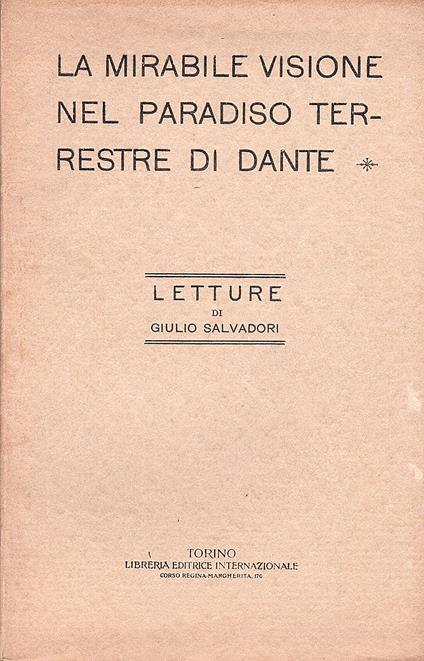 LA MIRABILE VISIONE
NEL PARADISO TER-
RESTRE DI DANTE
LETTURE
DI
GIULIO SALVADORI
TORINO
LIBRERIA EDITRICE INTERNAZIONALE
CORSO REGINA-MARGHERITA, 176